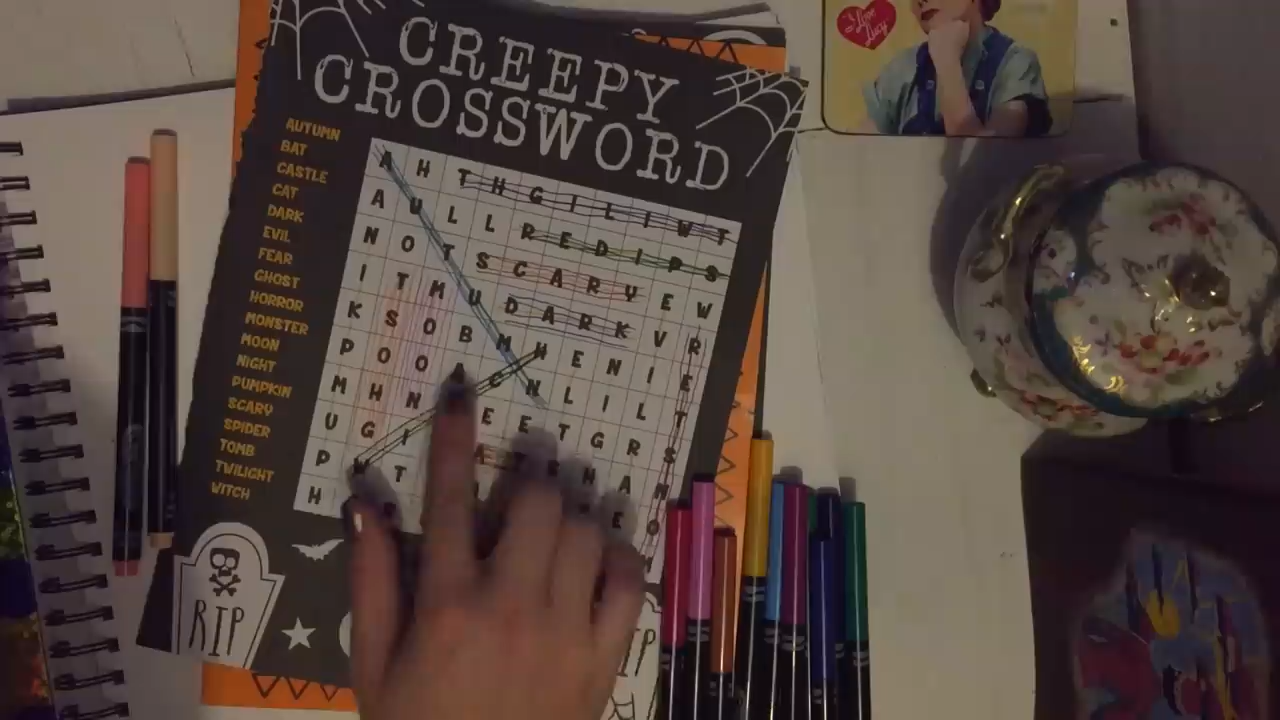 I Love Lucy
CREEPY
CROSSWORD
AUTUMN
BAT
CASTLE
CAT
DARK
EVIL
FEAR
GHOST
HORROR
MONSTER
MOON
NIGHT
PUMPKIN
SCARY
SPIDER
TOMB
TWILIGHT
WITCH
A H T H G I L I W T
A U L L R E D I P S
N O T S C A R Y E W
I T M U D A R K V R
K S O B M H E N I E
P O O A C N L I L T
M H N E E T G R S
U G I A T E H A N
P W T E O
H
RIP
IP